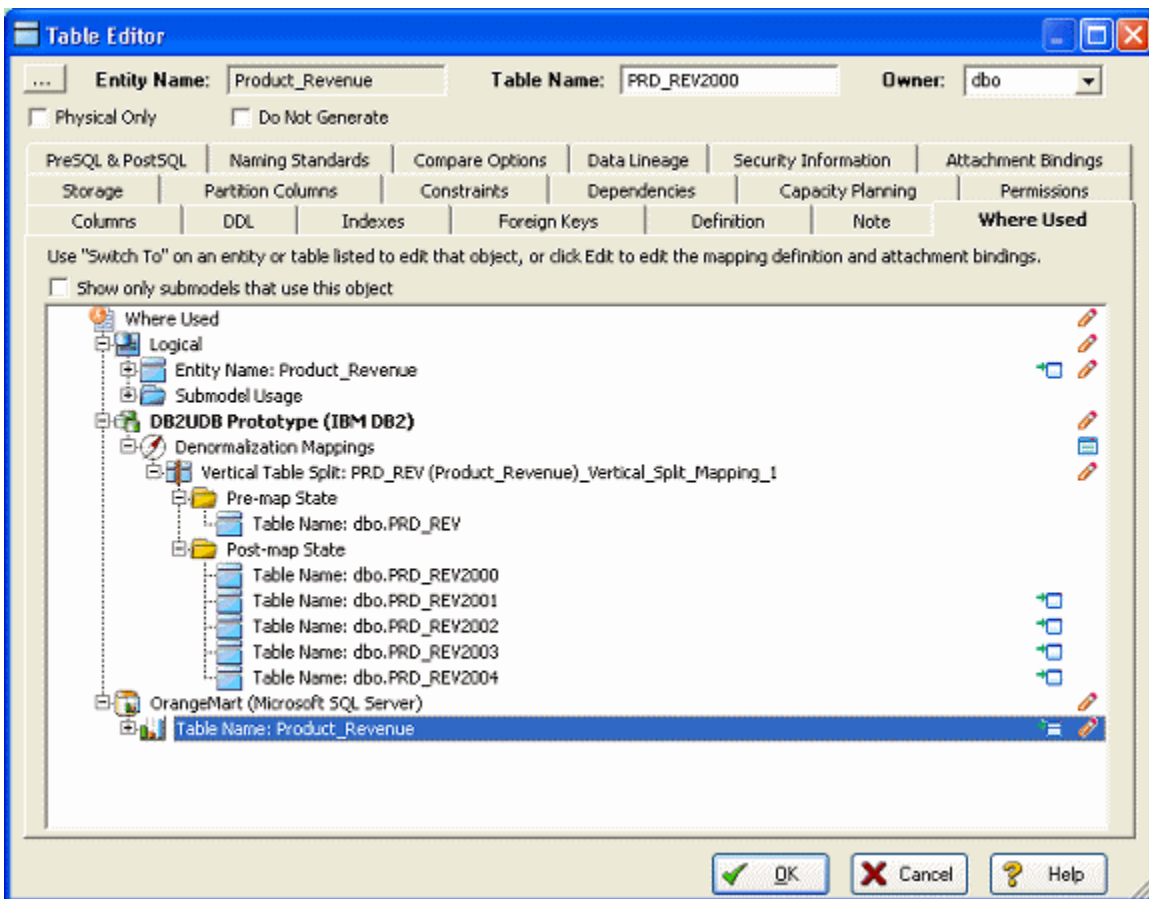 Table Editor
... Entity Name: Product_Revenue Table Name: PRD_REV2000 Owner: dbo
Physical Only Do Not Generate
PreSQL & PostSQL Naming Standards Compare Options Data Lineage Security Information Attachment Bindings
Storage Partition Columns Constraints Dependencies Capacity Planning Permissions
Columns DDL Indexes Foreign Keys Definition Note Where Used
Use "Switch To" on an entity or table listed to edit that object, or click Edit to edit the mapping definition and attachment bindings.
Show only submodels that use this object
Where Used
Logical
Entity Name: Product_Revenue
Submodel Usage
DB2UDB Prototype (IBM DB2)
Denormalization Mappings
Vertical Table Split: PRD_REV (Product_Revenue)_Vertical_Split_Mapping_1
Pre-map State
Table Name: dbo.PRD_REV
Post-map State
Table Name: dbo.PRD_REV2000
Table Name: dbo.PRD_REV2001
Table Name: dbo.PRD_REV2002
Table Name: dbo.PRD_REV2003
Table Name: dbo.PRD_REV2004
OrangeMart (Microsoft SQL Server)
Table Name: Product_Revenue
OK Cancel Help